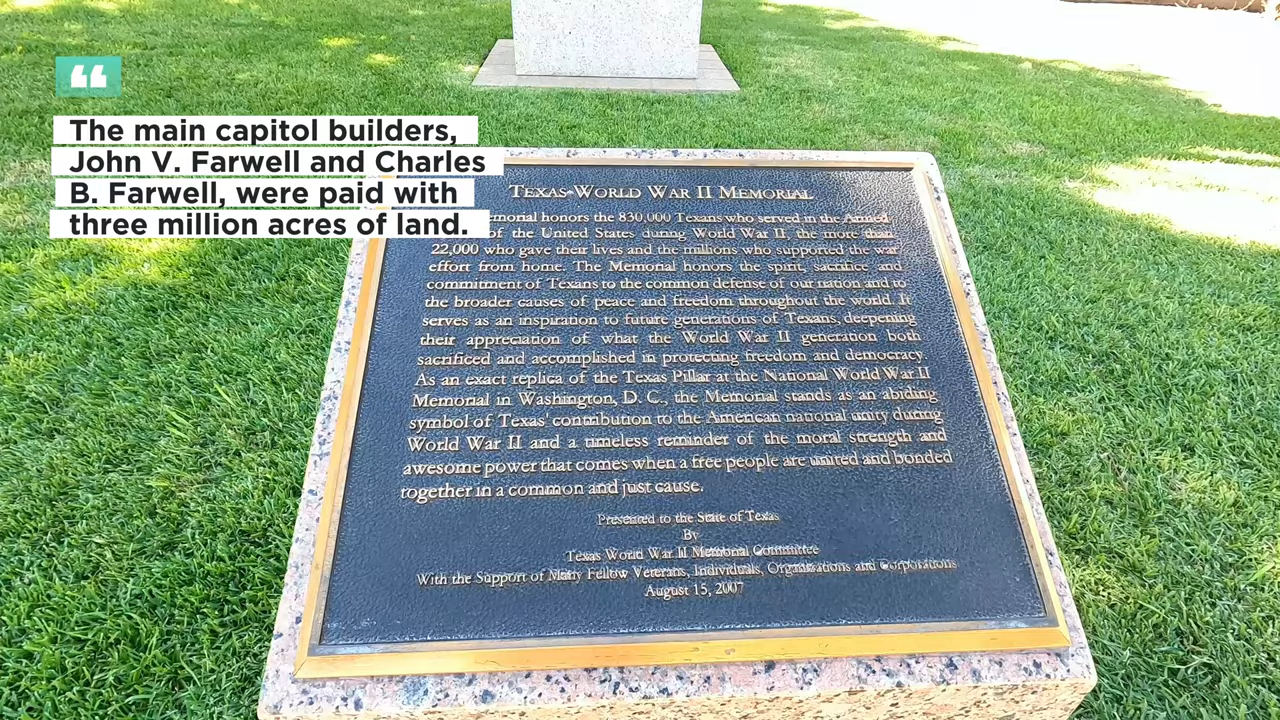 The main capitol builders,
John V. Farwell and Charles
B. Farwell, were paid with
three million acres of land.
TEXAS WORLD WAR II MEMORIAL
emorial honors the 830,000 Texans who served in the Armed
of the United States during World War II, the more than
22,000 who gave their lives and the millions who supported the war
effort from home. The Memorial honors the spirit, sacrifice and
commitment of Texans to the common defense of our nation and to
the broader causes of peace and freedom throughout the world. It
serves as an inspiration to future generations of Texans, deepening
their appreciation of what the World War II generation both
sacrificed and accomplished in protecting freedom and democracy.
As an exact replica of the Texas Pillar at the National World War II
Memorial in Washington, D. C., the Memorial stands as an abiding
symbol of Texas' contribution to the American national unity during
World War II and a timeless reminder of the moral strength and
awesome power that comes when a free people are united and bonded
together in a common and just cause.
Presented to the State of Texas
By
Texas World War II Memorial Committee
With the Support of Many Fellow Veterans, Individuals, Organizations and Corporations
August 15, 2007